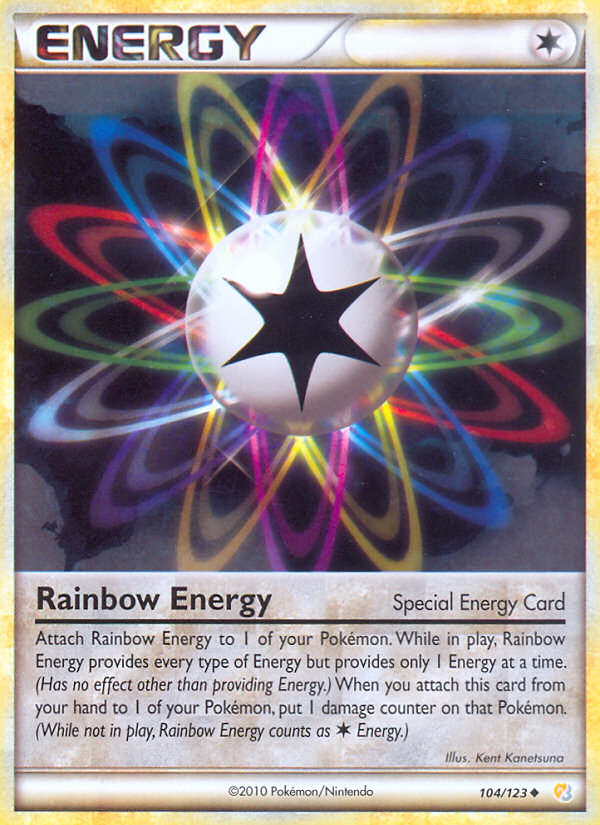 ENERGY
Rainbow Energy
Special Energy Card
Attach Rainbow Energy to 1 of your Pokémon. While in play, Rainbow
Energy provides every type of Energy but provides only 1 Energy at a time.
(Has no effect other than providing Energy.) When you attach this card from
your hand to 1 of your Pokémon, put 1 damage counter on that Pokémon.
(While not in play, Rainbow Energy counts as ✶ Energy.)
Illus. Kent Kanetsuna
©2010 Pokémon/Nintendo
104/123 ◆